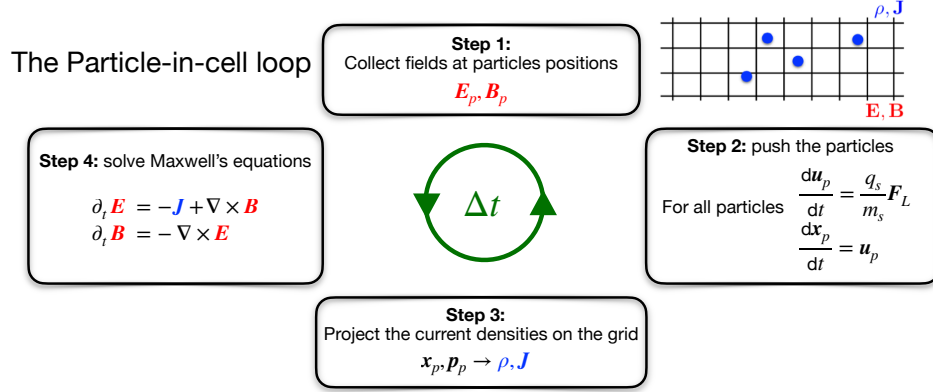 The Particle-in-cell loop
Step 1:
Collect fields at particles positions
E_p, B_p
ρ, J
E, B
Step 2: push the particles
For all particles
du_p/dt = q_s/m_s F_L
dx_p/dt = u_p
Step 3:
Project the current densities on the grid
x_p, p_p → ρ, J
Step 4: solve Maxwell's equations
∂_t E = −J + ∇ × B
∂_t B = − ∇ × E
Δt